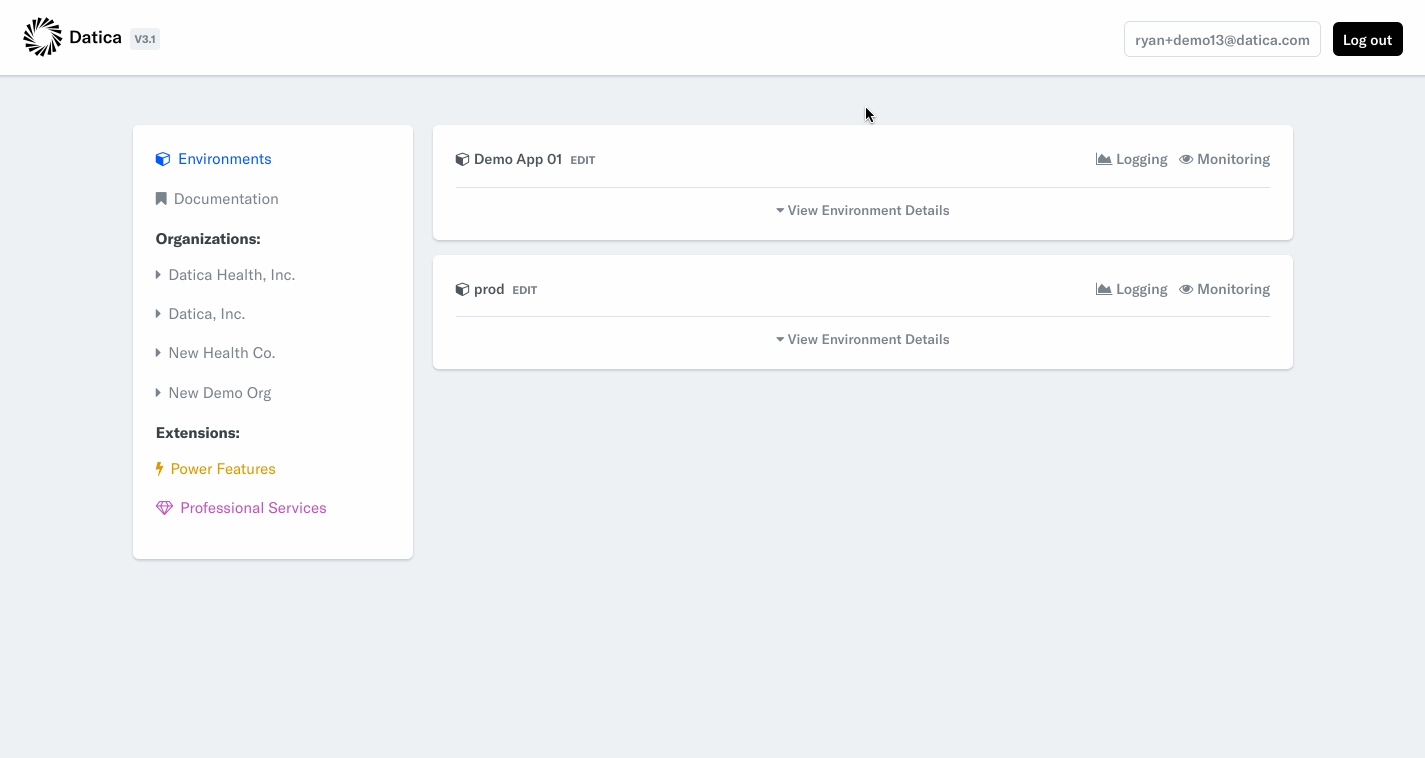 Datica V3.1
ryan+demo13@datica.com Log out
Environments
Documentation
Organizations:
Datica Health, Inc.
Datica, Inc.
New Health Co.
New Demo Org
Extensions:
Power Features
Professional Services
Demo App 01 EDIT
Logging Monitoring
View Environment Details
prod EDIT
Logging Monitoring
View Environment Details